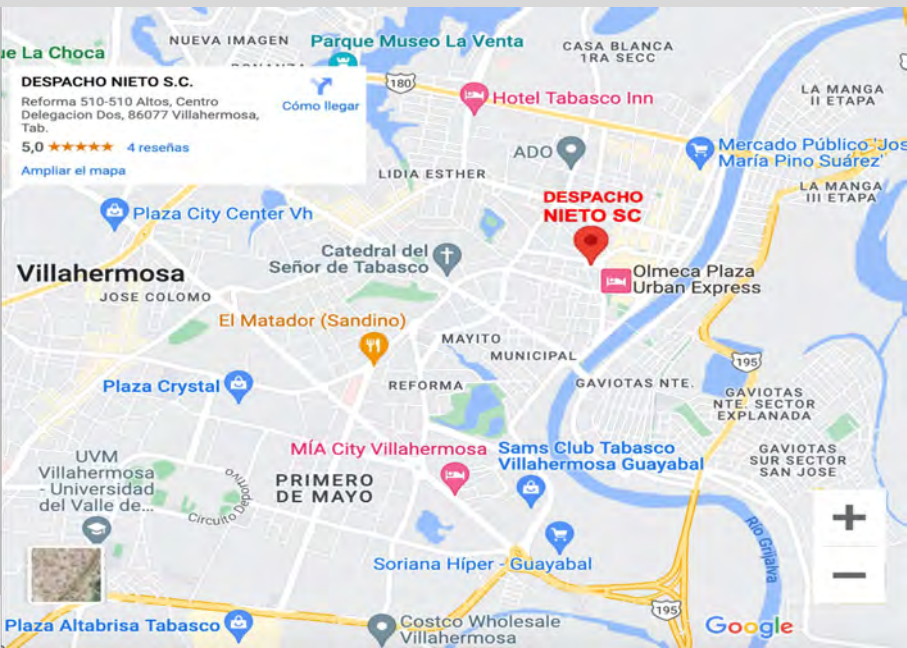 NUEVA IMAGEN
Parque Museo La Venta
CASA BLANCA
1RA SECC
ue La Choca
DESPACHO NIETO S.C.
Reforma 510-510 Altos, Centro
Delegacion Dos, 86077 Villahermosa,
Tab.
5,0 ★★★★★ 4 reseñas
Ampliar el mapa
Cómo llegar
180
Hotel Tabasco Inn
LA MANGA
II ETAPA
ADO
Mercado Público 'Jos
María Pino Suárez'
LIDIA ESTHER
LA MANGA
III ETAPA
DESPACHO
NIETO SC
Plaza City Center Vh
Catedral del
Señor de Tabasco
Villahermosa
JOSE COLOMO
Olmeca Plaza
Urban Express
El Matador (Sandino)
MAYITO
MUNICIPAL
195
Plaza Crystal
REFORMA
GAVIOTAS NTE.
GAVIOTAS
NTE. SECTOR
EXPLANADA
MÍA City Villahermosa
Sams Club Tabasco
Villahermosa Guayabal
GAVIOTAS
SUR SECTOR
SAN JOSE
UVM
Villahermosa
- Universidad
del Valle de...
PRIMERO
DE MAYO
Circuito Dep
Río Grijalva
Soriana Híper - Guayabal
195
Plaza Altabrisa Tabasco
Costco Wholesale
Villahermosa
Google